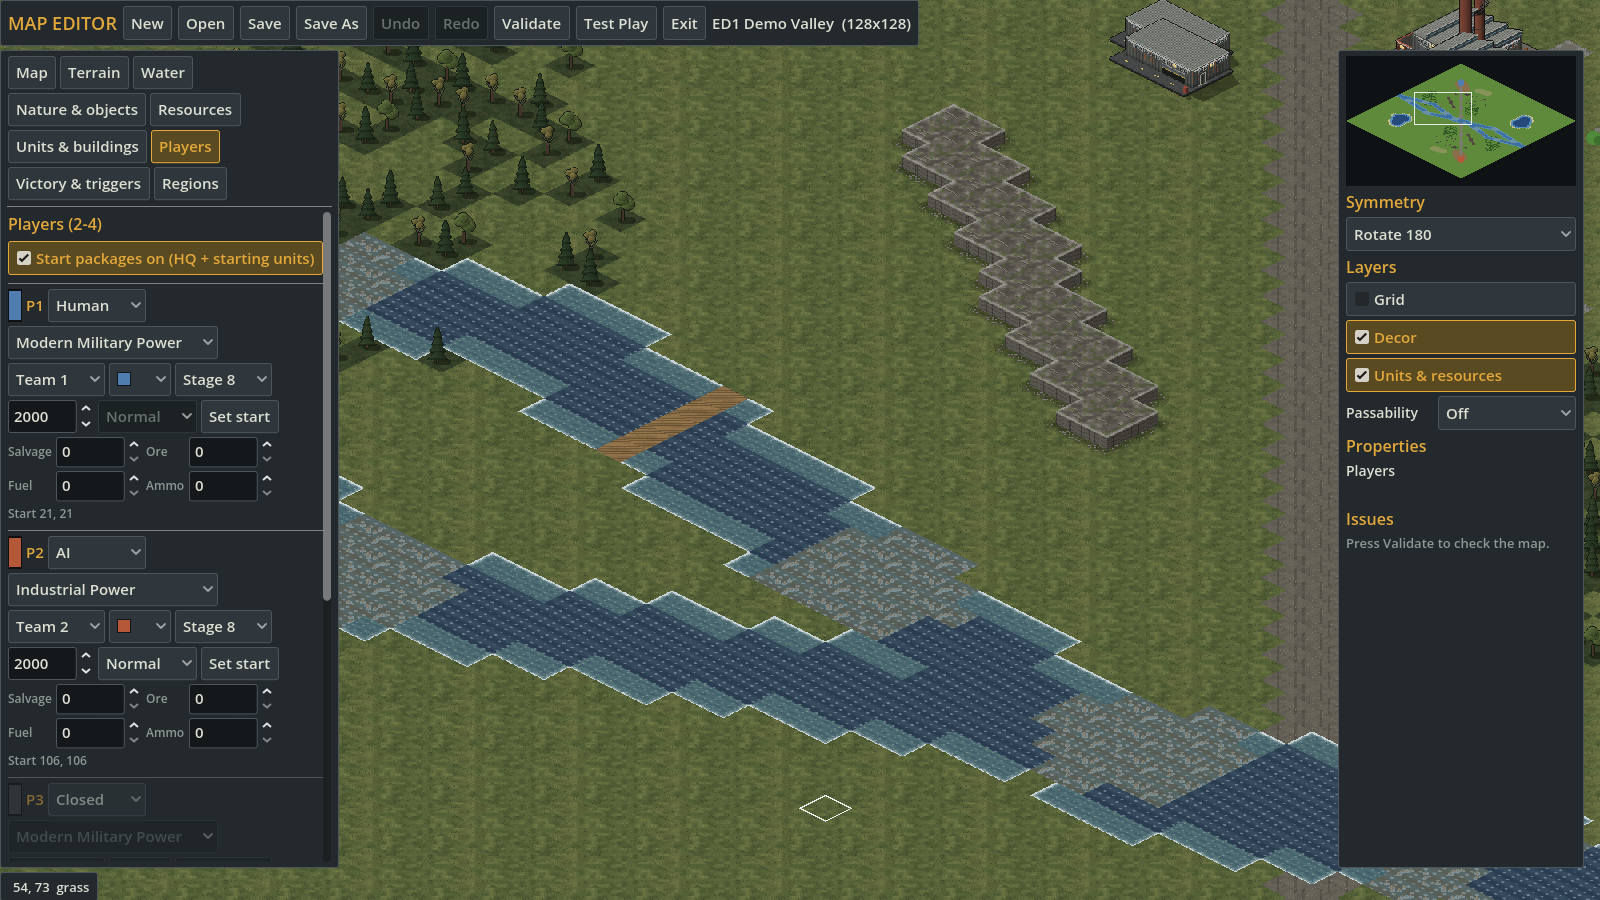 MAP EDITOR New Open Save Save As Undo Redo Validate Test Play Exit ED1 Demo Valley (128x128)
Map Terrain Water
Nature & objects Resources
Units & buildings Players
Victory & triggers Regions
Players (2-4)
Start packages on (HQ + starting units)
P1 Human
Modern Military Power
Team 1 Stage 8
2000 Normal Set start
Salvage 0 Ore 0
Fuel 0 Ammo 0
Start 21, 21
P2 AI
Industrial Power
Team 2 Stage 8
2000 Normal Set start
Salvage 0 Ore 0
Fuel 0 Ammo 0
Start 106, 106
P3 Closed
Modern Military Power
54, 73 grass
Symmetry
Rotate 180
Layers
Grid
Decor
Units & resources
Passability Off
Properties
Players
Issues
Press Validate to check the map.